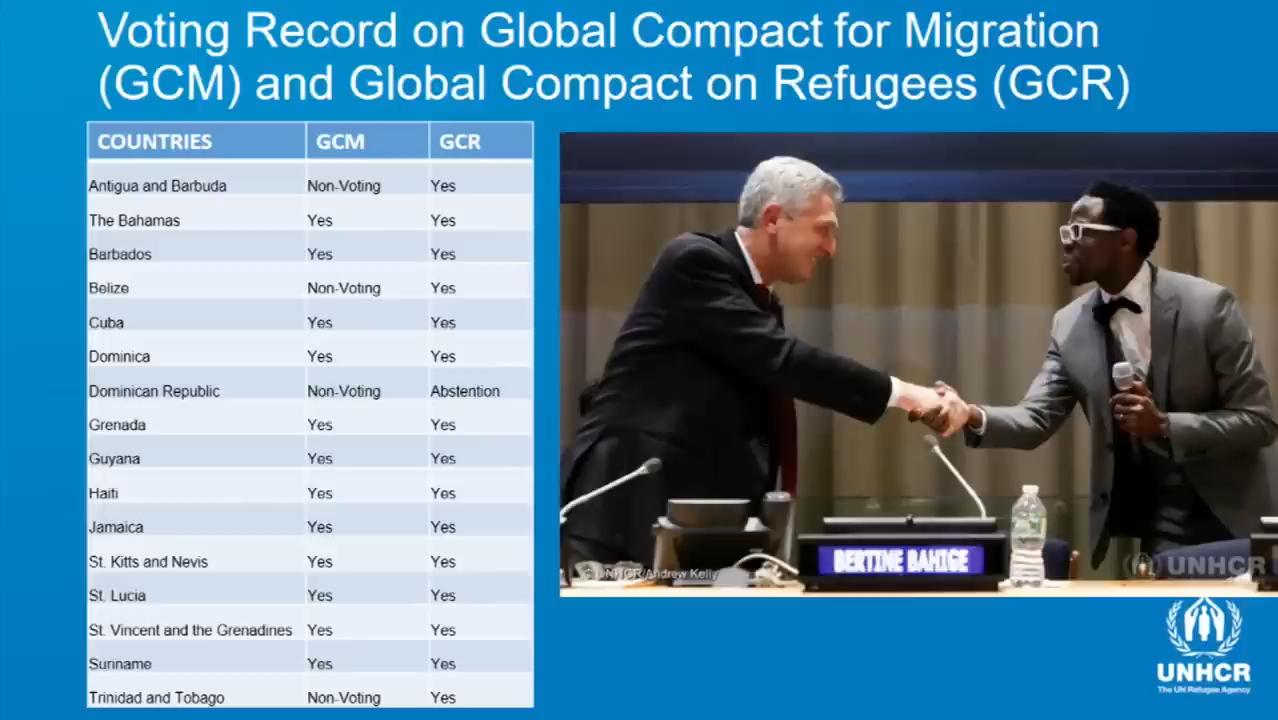 Voting Record on Global Compact for Migration
(GCM) and Global Compact on Refugees (GCR)
COUNTRIES GCM GCR
Antigua and Barbuda Non-Voting Yes
The Bahamas Yes Yes
Barbados Yes Yes
Belize Non-Voting Yes
Cuba Yes Yes
Dominica Yes Yes
Dominican Republic Non-Voting Abstention
Grenada Yes Yes
Guyana Yes Yes
Haiti Yes Yes
Jamaica Yes Yes
St. Kitts and Nevis Yes Yes
St. Lucia Yes Yes
St. Vincent and the Grenadines Yes Yes
Suriname Yes Yes
Trinidad and Tobago Non-Voting Yes
BERTINE BAHIGE
© UNHCR/Andrew Kelly
UNHCR
UNHCR
The UN Refugee Agency